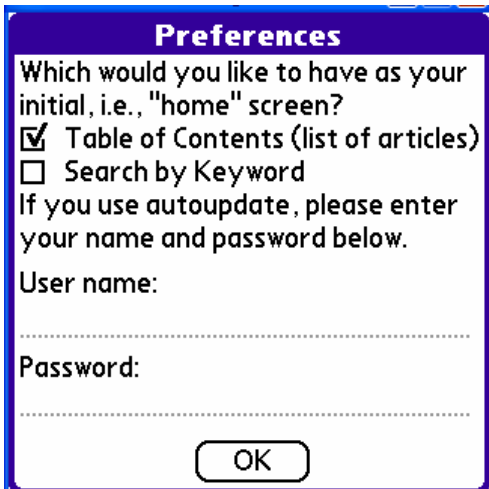 Preferences
Which would you like to have as your
initial, i.e., "home" screen?
Table of Contents (list of articles)
Search by Keyword
If you use autoupdate, please enter
your name and password below.
User name:
Password:
OK